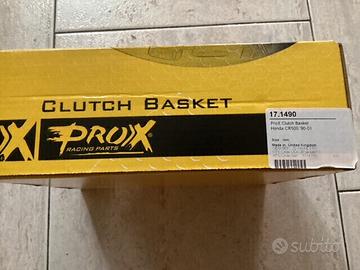 CLUTCH BASKET
PROX
RACING PARTS
17.1490
ProX Clutch Basket
Honda CR500 '90-01
Made in: United Kingdom
subito